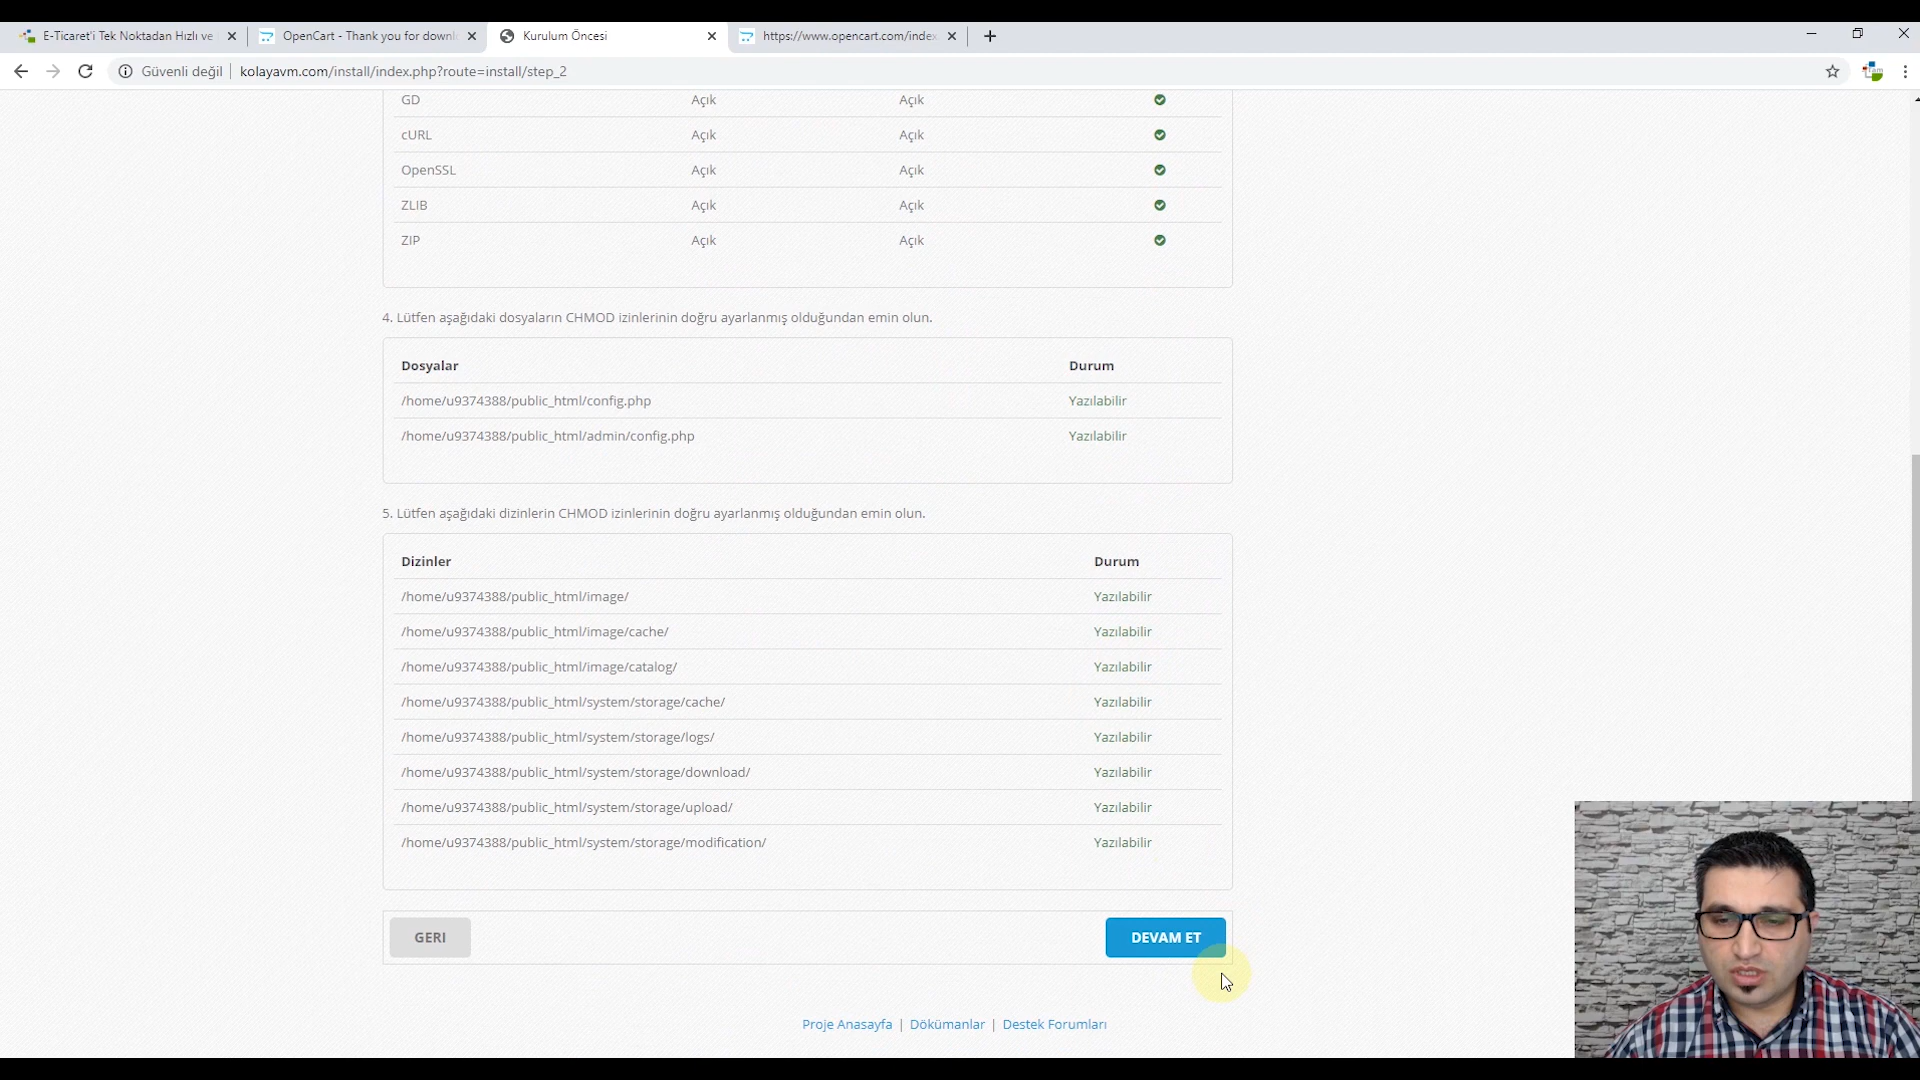 E-Ticaret'i Tek Noktadan Hızlı ve
OpenCart - Thank you for downl
Kurulum Öncesi
https://www.opencart.com/index
Güvenli değil
kolayavm.com/install/index.php?route=install/step_2
GD Açık Açık
cURL Açık Açık
OpenSSL Açık Açık
ZLIB Açık Açık
ZIP Açık Açık
4. Lütfen aşağıdaki dosyaların CHMOD izinlerinin doğru ayarlanmış olduğundan emin olun.
Dosyalar Durum
/home/u9374388/public_html/config.php Yazılabilir
/home/u9374388/public_html/admin/config.php Yazılabilir
5. Lütfen aşağıdaki dizinlerin CHMOD izinlerinin doğru ayarlanmış olduğundan emin olun.
Dizinler Durum
/home/u9374388/public_html/image/ Yazılabilir
/home/u9374388/public_html/image/cache/ Yazılabilir
/home/u9374388/public_html/image/catalog/ Yazılabilir
/home/u9374388/public_html/system/storage/cache/ Yazılabilir
/home/u9374388/public_html/system/storage/logs/ Yazılabilir
/home/u9374388/public_html/system/storage/download/ Yazılabilir
/home/u9374388/public_html/system/storage/upload/ Yazılabilir
/home/u9374388/public_html/system/storage/modification/ Yazılabilir
GERI DEVAM ET
Proje Anasayfa | Dökümanlar | Destek Forumları